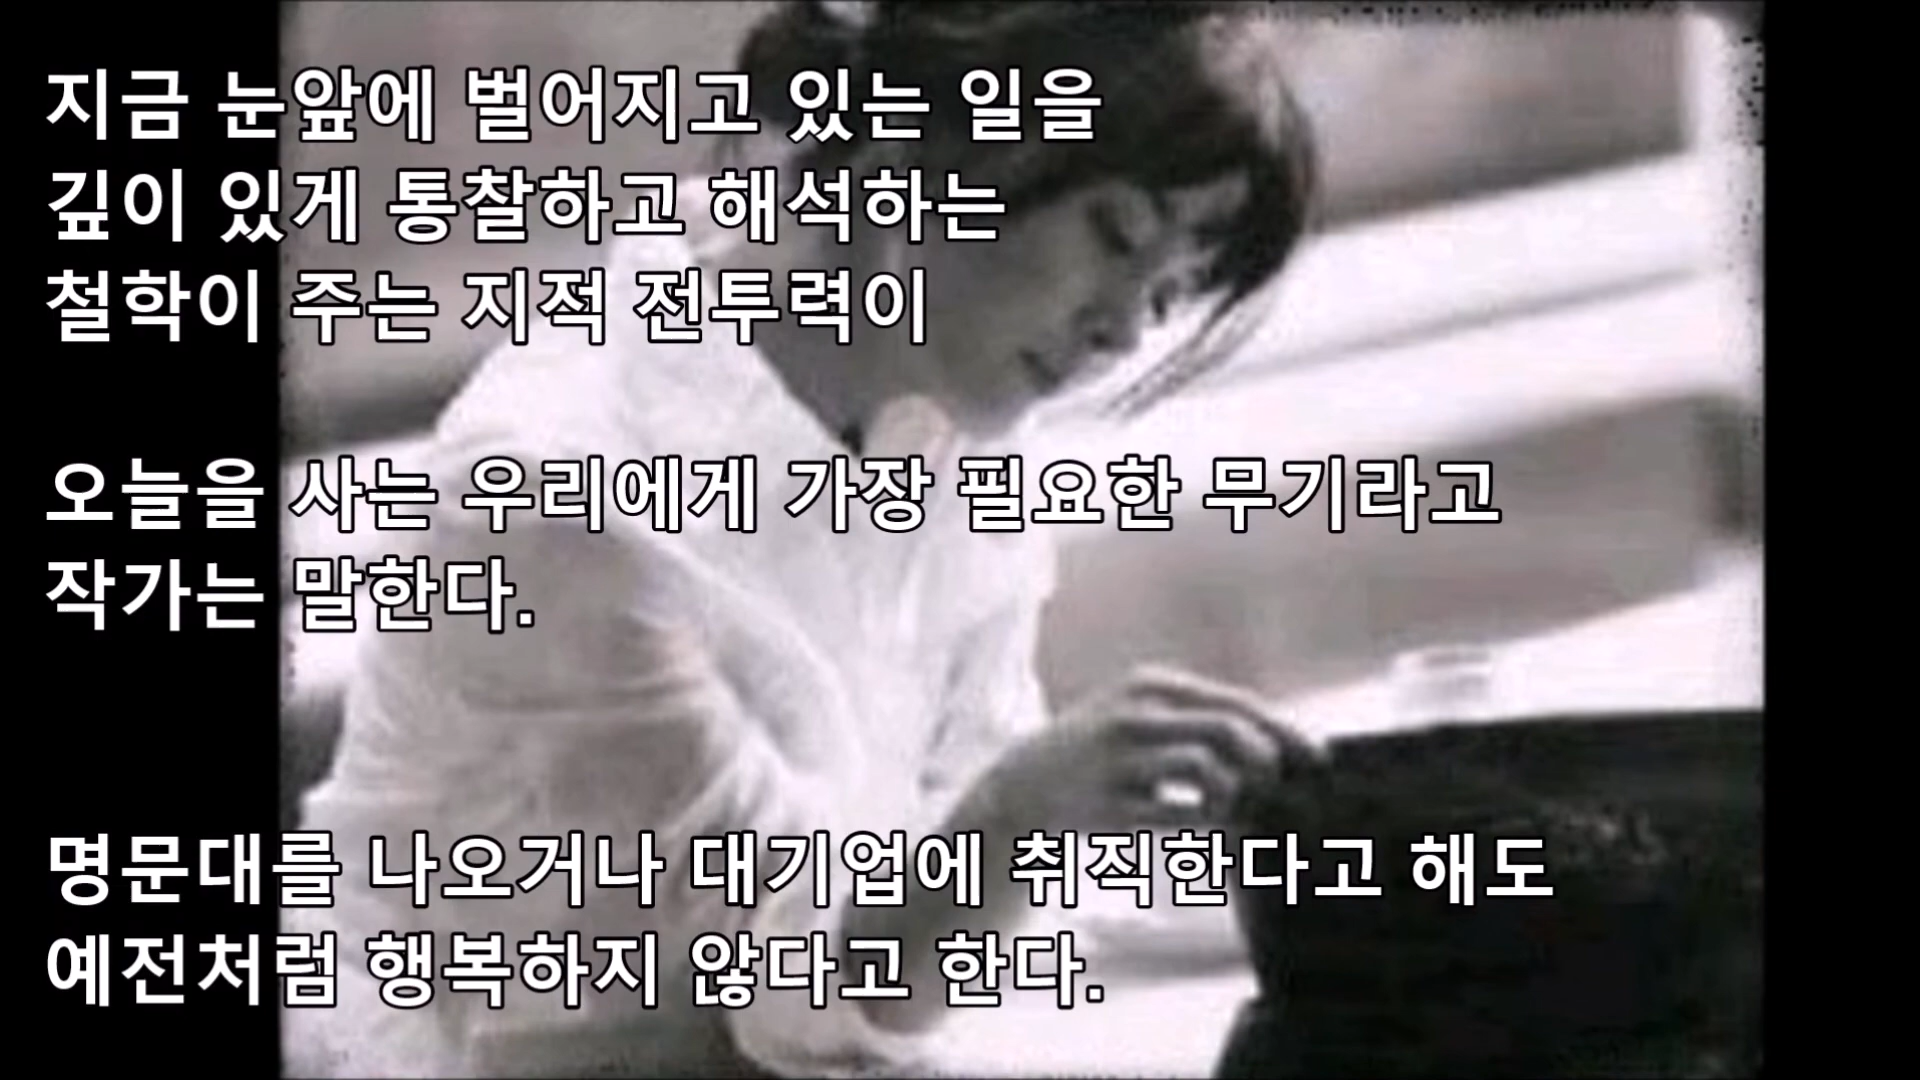 지금 눈앞에 벌어지고 있는 일을
깊이 있게 통찰하고 해석하는
철학이 주는 지적 전투력이
오늘을 사는 우리에게 가장 필요한 무기라고
작가는 말한다.
명문대를 나오거나 대기업에 취직한다고 해도
예전처럼 행복하지 않다고 한다.